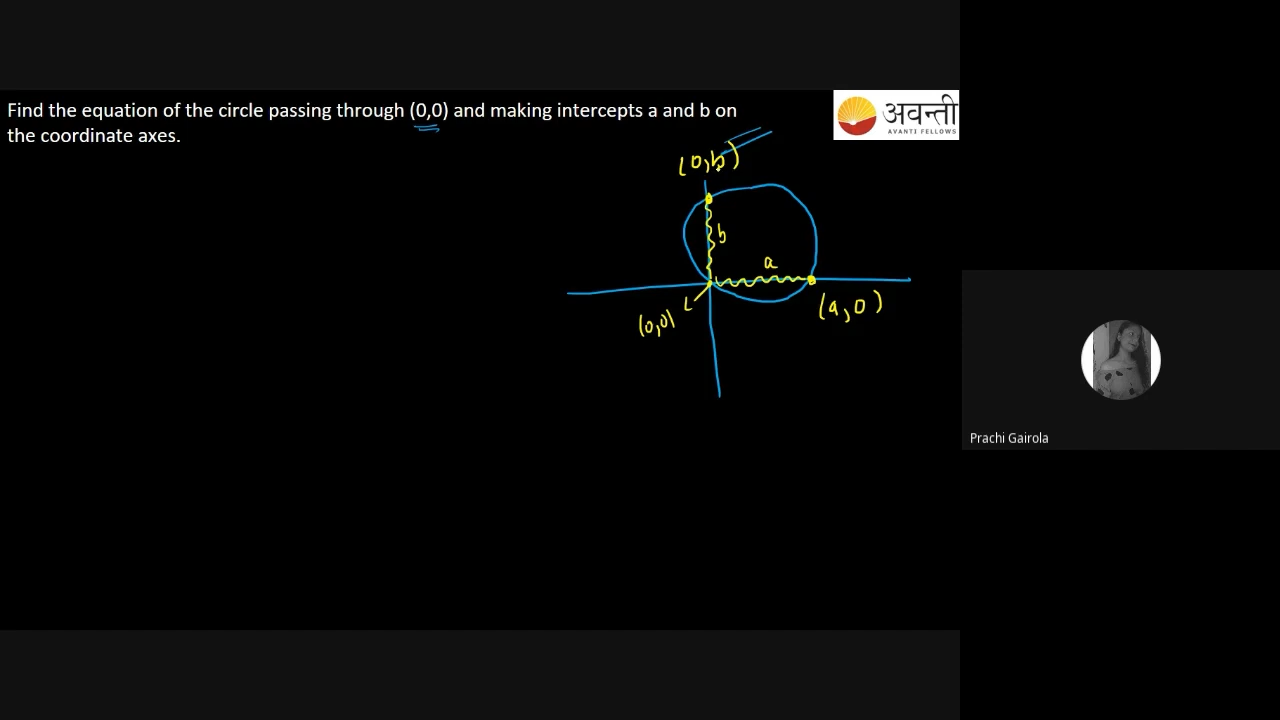 Find the equation of the circle passing through (0,0) and making intercepts a and b on
the coordinate axes.
अवन्ती
AVANTI FELLOWS
(0,b)
b
a
(0,0)
(a,0)
Prachi Gairola